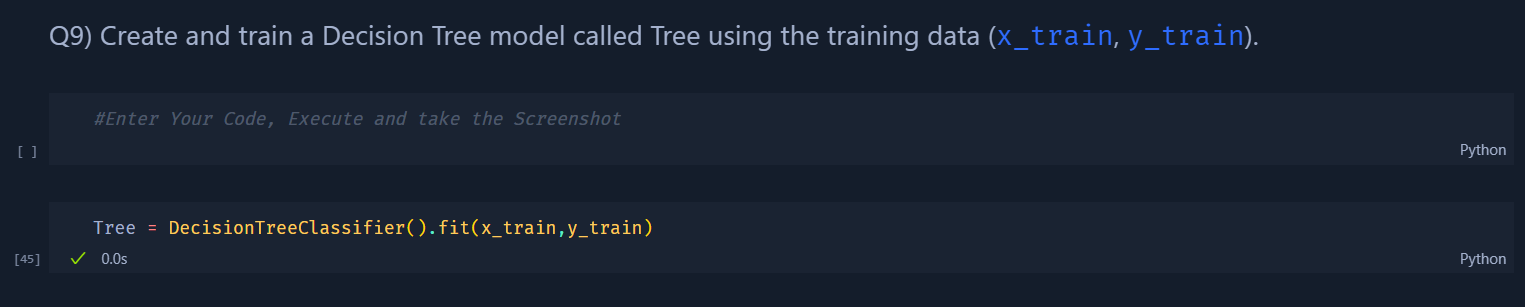 Q9) Create and train a Decision Tree model called Tree using the training data (x_train, y_train).
#Enter Your Code, Execute and take the Screenshot
[ ]
Python
Tree = DecisionTreeClassifier().fit(x_train,y_train)
[45] ✓ 0.0s
Python